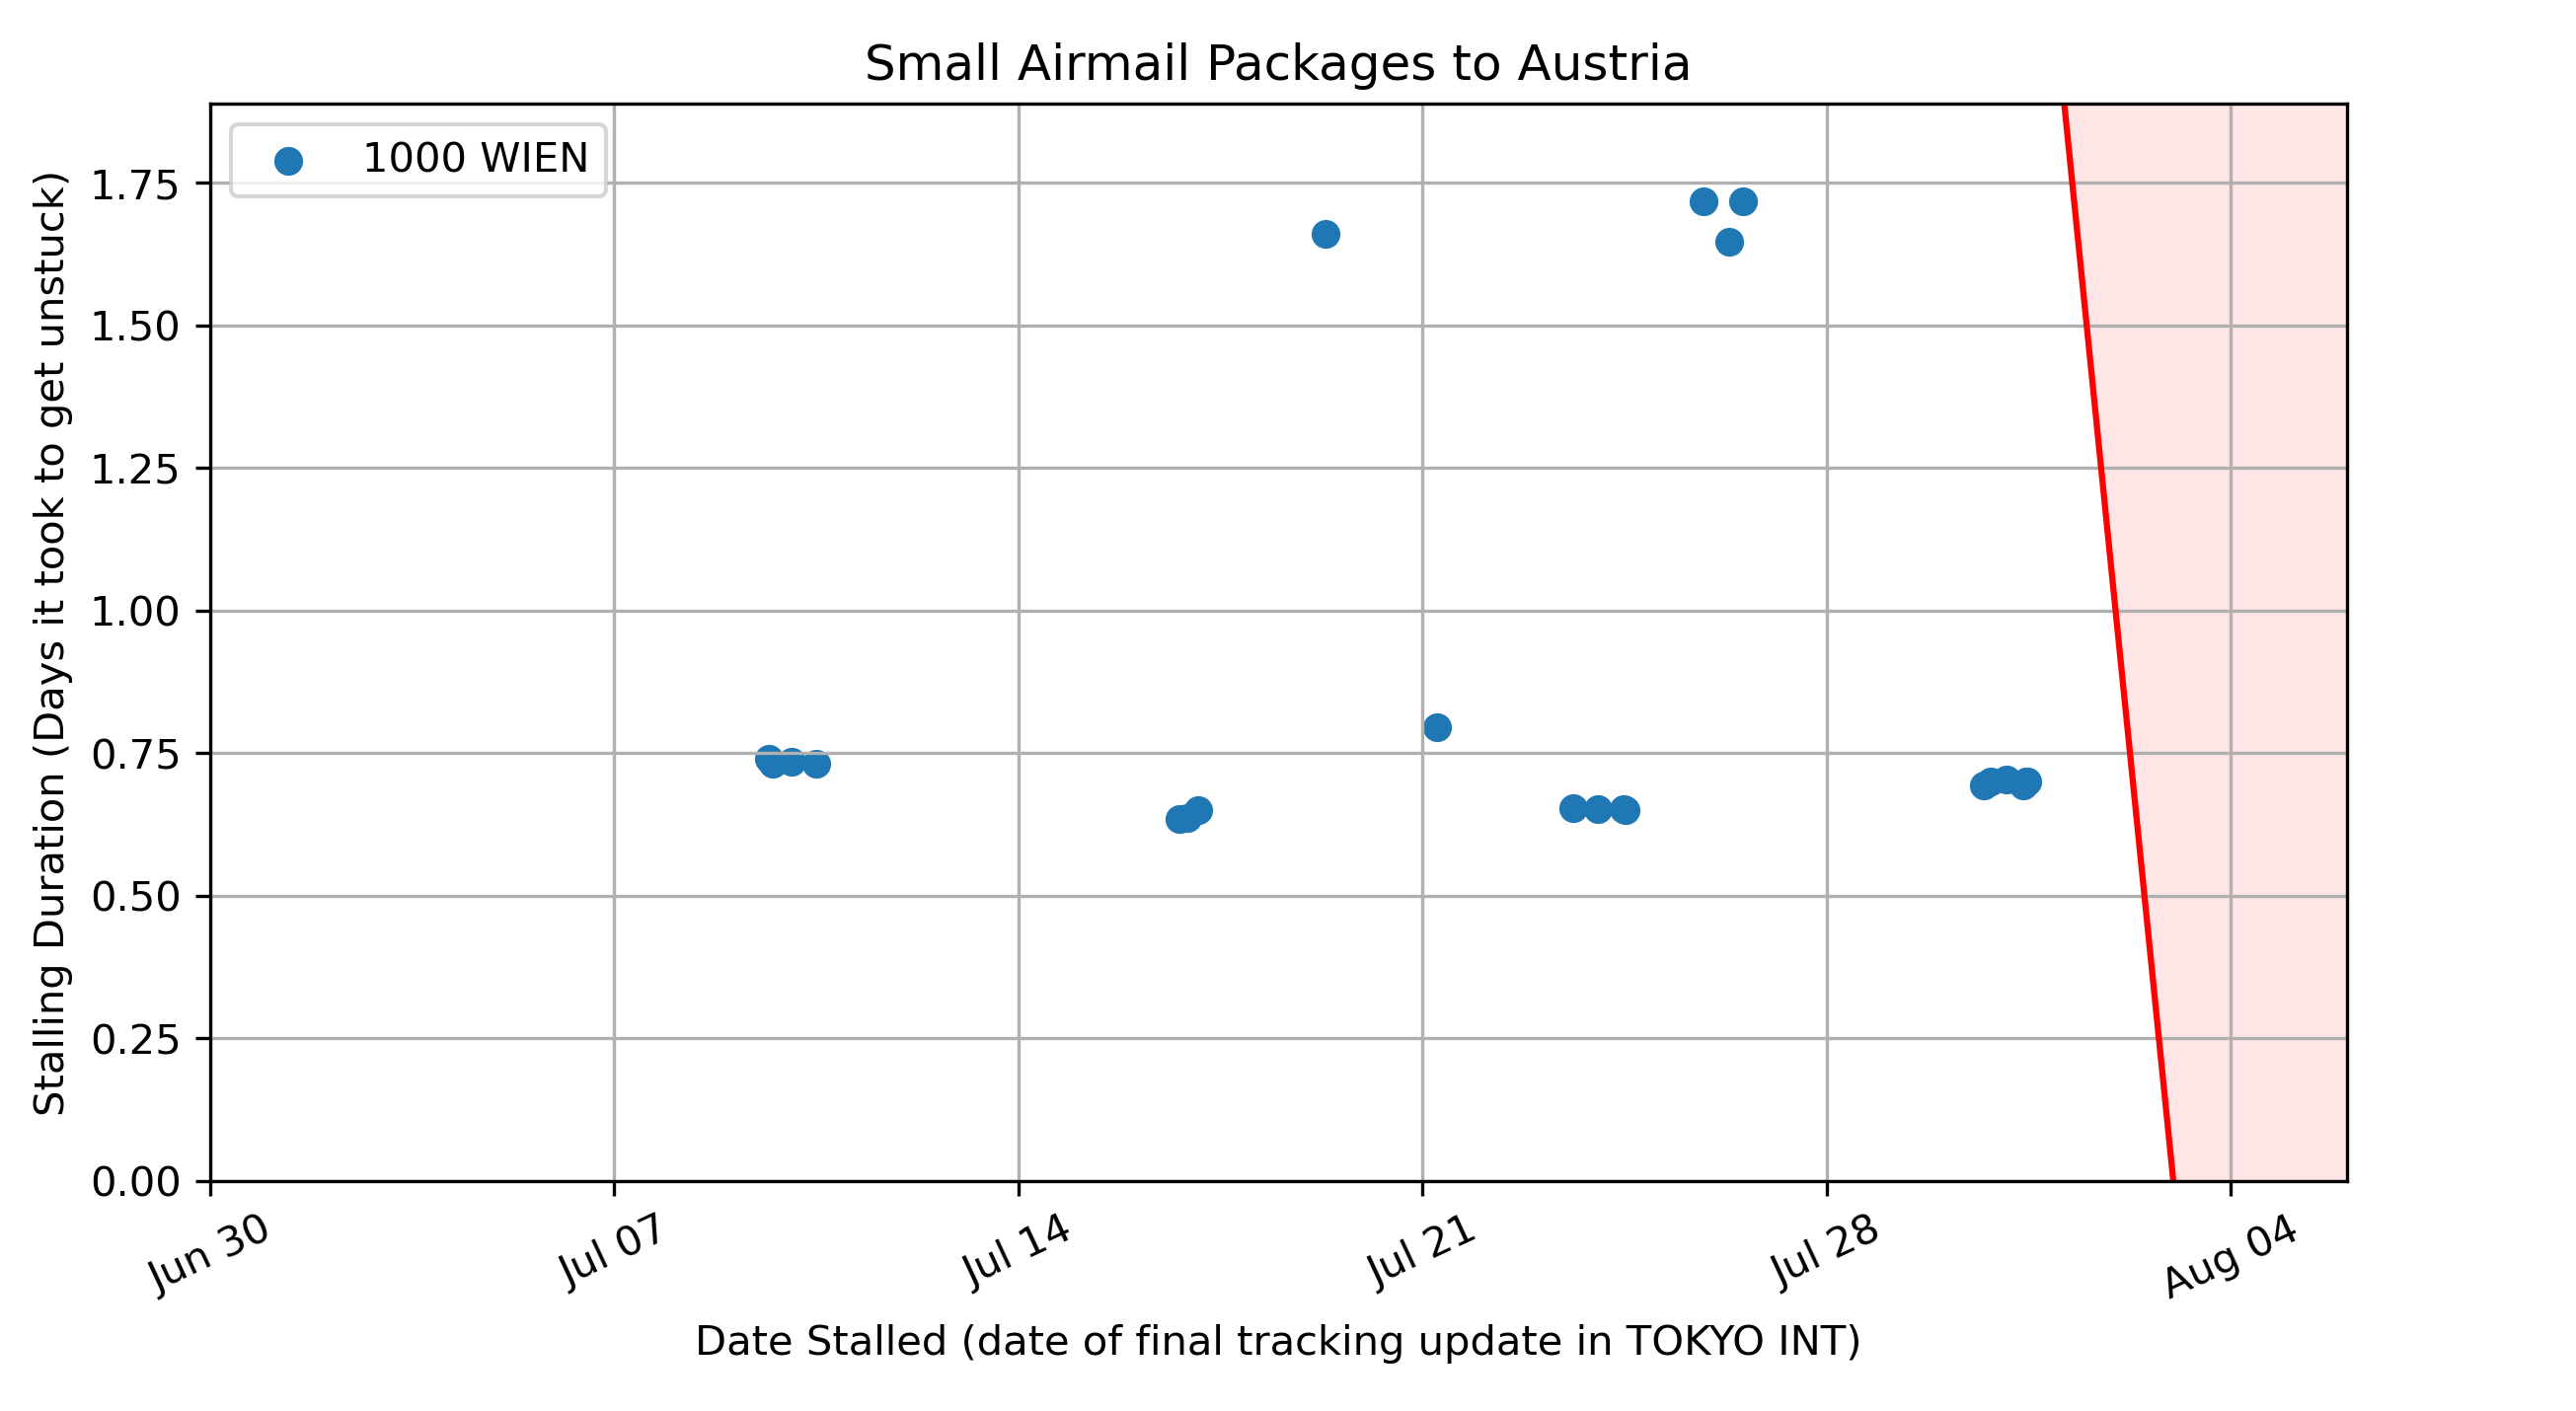 Small Airmail Packages to Austria
1000 WIEN
Stalling Duration (Days it took to get unstuck)
1.75
1.50
1.25
1.00
0.75
0.50
0.25
0.00
Jun 30
Jul 07
Jul 14
Jul 21
Jul 28
Aug 04
Date Stalled (date of final tracking update in TOKYO INT)